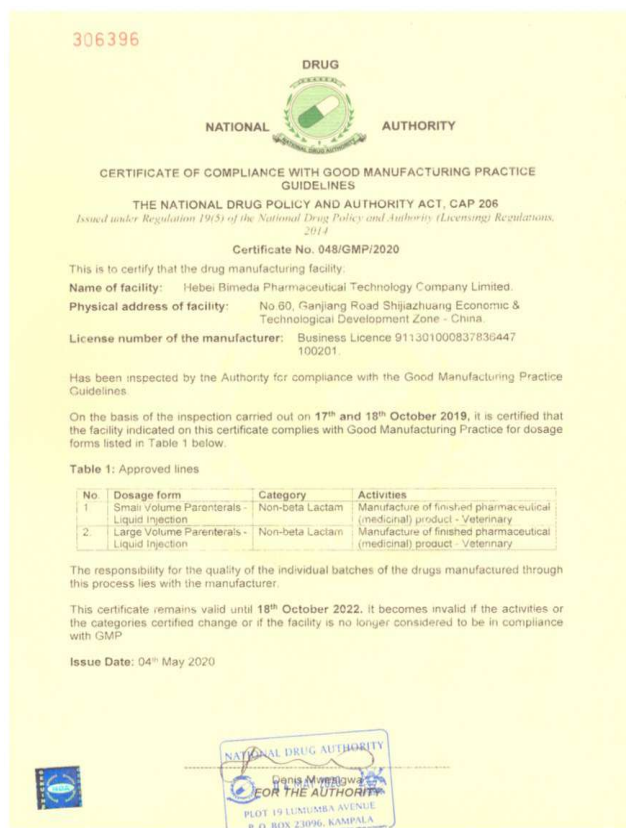 306396
DRUG
NATIONAL AUTHORITY
NATIONAL DRUG AUTHORITY
CERTIFICATE OF COMPLIANCE WITH GOOD MANUFACTURING PRACTICE
GUIDELINES
THE NATIONAL DRUG POLICY AND AUTHORITY ACT, CAP 206
Issued under Regulation 19(5) of the National Drug Policy and Authority (Licensing) Regulations,
2014
Certificate No. 048/GMP/2020
This is to certify that the drug manufacturing facility:
Name of facility: Hebei Bimeda Pharmaceutical Technology Company Limited.
Physical address of facility: No.60, Ganjiang Road Shijiazhuang Economic &
Technological Development Zone - China.
License number of the manufacturer: Business Licence 911301000837836447
100201.
Has been inspected by the Authority for compliance with the Good Manufacturing Practice
Guidelines
On the basis of the inspection carried out on 17th and 18th October 2019, it is certified that
the facility indicated on this certificate complies with Good Manufacturing Practice for dosage
forms listed in Table 1 below.
Table 1: Approved lines
No. Dosage form Category Activities
1 Small Volume Parenterals - Non-beta Lactam Manufacture of finished pharmaceutical
Liquid Injection (medicinal) product - Veterinary
2. Large Volume Parenterals - Non-beta Lactam Manufacture of finished pharmaceutical
Liquid Injection (medicinal) product - Veterinary
The responsibility for the quality of the individual batches of the drugs manufactured through
this process lies with the manufacturer.
This certificate remains valid until 18th October 2022. It becomes invalid if the activities or
the categories certified change or if the facility is no longer considered to be in compliance
with GMP
Issue Date: 04th May 2020
NATIONAL DRUG AUTHORITY
Denis Mwesigwa
MAY 2020
FOR THE AUTHORITY
PLOT 19 LUMUMBA AVENUE
P.O. BOX 23096, KAMPALA